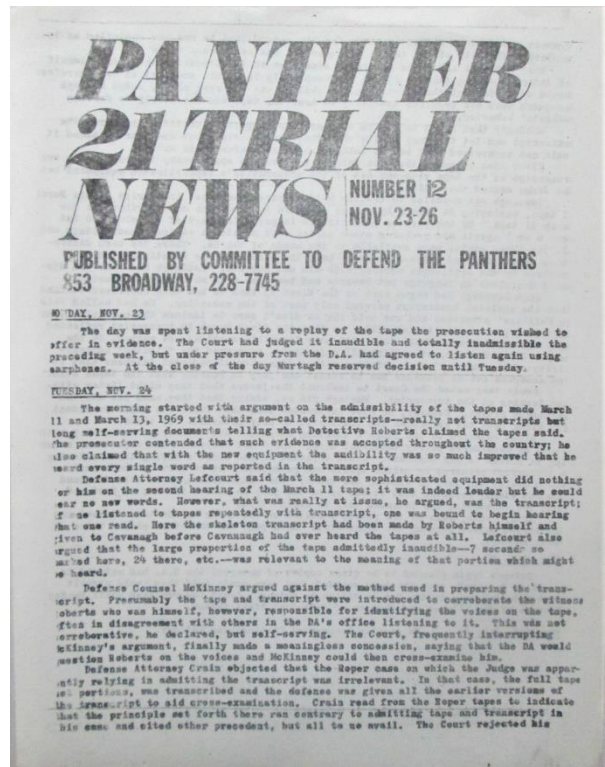 PANTHER
21 TRIAL
NEWS
NUMBER 12
NOV. 23-26
PUBLISHED BY COMMITTEE TO DEFEND THE PANTHERS
853 BROADWAY, 228-7745
MONDAY, NOV. 23
The day was spent listening to a replay of the tape the prosecution wished to
offer in evidence. The Court had judged it inaudible and totally inadmissible the
preceding week, but under pressure from the D.A. had agreed to listen again using
earphones. At the close of the day Murtagh reserved decision until Tuesday.
TUESDAY, NOV. 24
The morning started with argument on the admissibility of the tapes made March
11 and March 13, 1969 with their so-called transcripts--really not transcripts but
long self-serving documents telling what Detective Roberts claimed the tapes said.
The prosecutor contended that such evidence was accepted throughout the country; he
also claimed that with the new equipment the audibility was so much improved that he
heard every single word as reported in the transcript.
Defense Attorney Lefcourt said that the more sophisticated equipment did nothing
for him on the second hearing of the March 11 tape; it was indeed louder but he could
hear no new words. However, what was really at issue, he argued, was the transcript;
if one listened to tapes repeatedly with transcript, one was bound to begin hearing
what one read. Here the skeleton transcript had been made by Roberts himself and
given to Cavanagh before Cavanagh had ever heard the tapes at all. Lefcourt also
argued that the large proportion of the tape admittedly inaudible--7 seconds so
marked here, 24 there, etc.--was relevant to the meaning of that portion which might
be heard.
Defense Counsel McKinney argued against the method used in preparing the trans-
cript. Presumably the tape and transcript were introduced to corroborate the witness
Roberts who was himself, however, responsible for identifying the voices on the tape,
often in disagreement with others in the DA's office listening to it. This was not
corroborative, he declared, but self-serving. The Court, frequently interrupting
McKinney's argument, finally made a meaningless concession, saying that the DA would
question Roberts on the voices and McKinney could then cross-examine him.
Defense Attorney Crain objected that the Roper case on which the Judge was appar-
ently relying in admitting the transcript was irrelevant. In that case, the full tape
not portions, was transcribed and the defense was given all the earlier versions of
the transcript to aid cross-examination. Crain read from the Roper tapes to indicate
that the principle set forth there ran contrary to admitting tape and transcript in
his case and cited other precedent, but all to no avail. The Court rejected his